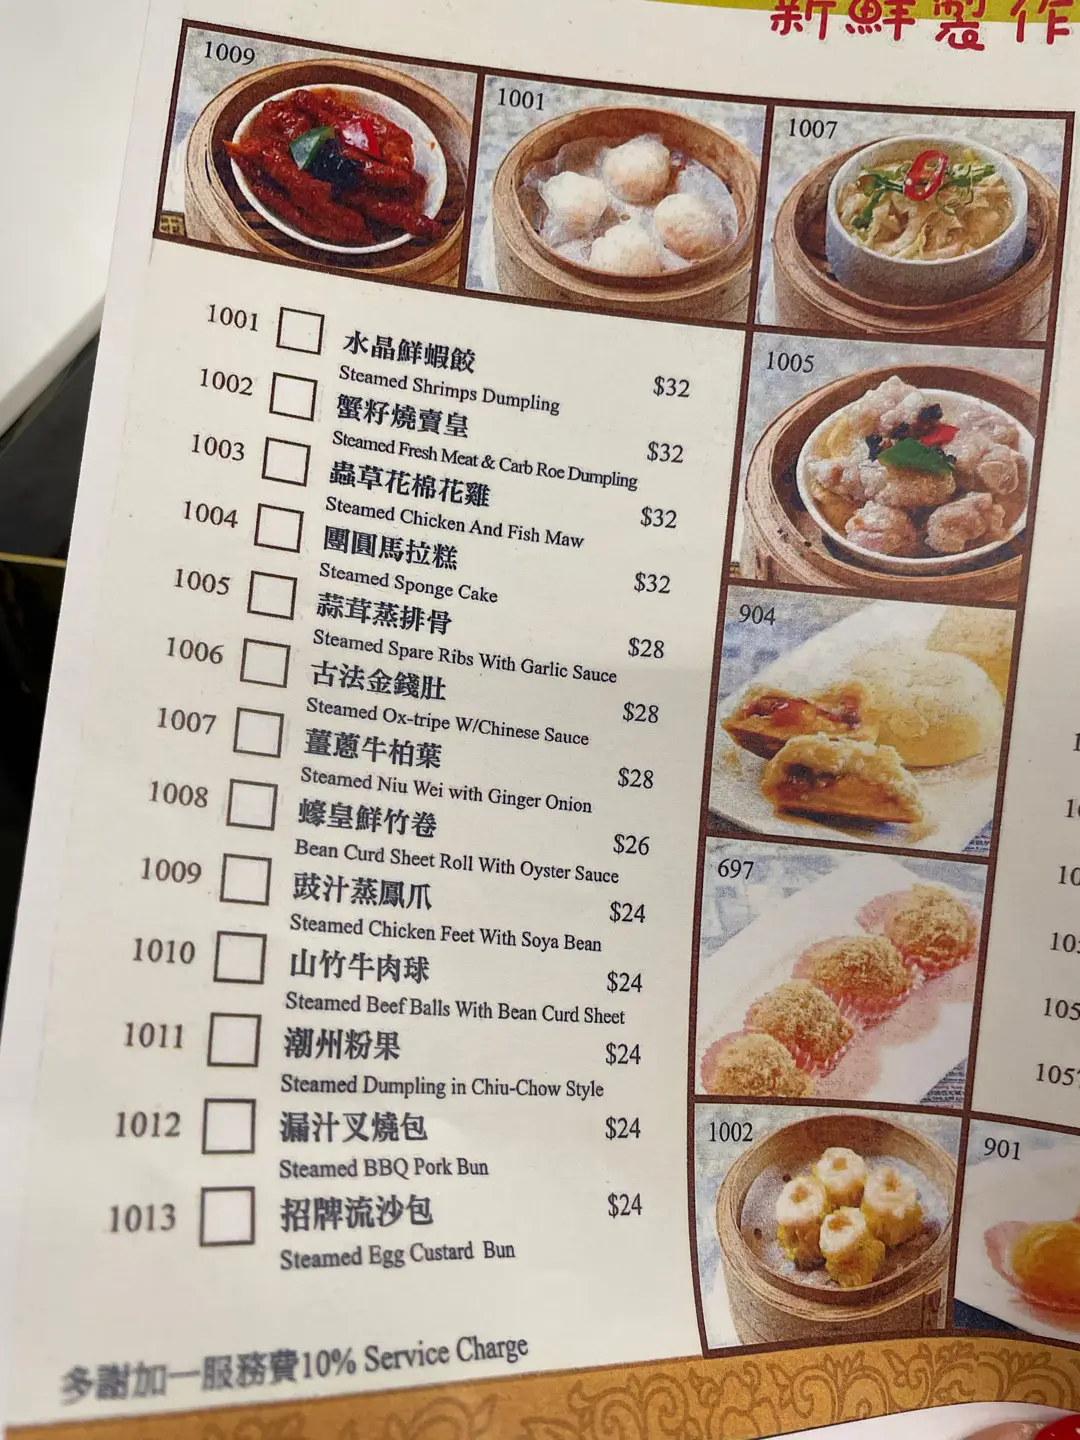 新鮮製作
1009
1001
1007
1001 水晶鮮蝦餃 $32
Steamed Shrimps Dumpling
1002 蟹籽燒賣皇 $32
Steamed Fresh Meat & Carb Roe Dumpling
1003 蟲草花棉花雞 $32
Steamed Chicken And Fish Maw
1004 團圓馬拉糕 $32
Steamed Sponge Cake
1005 蒜茸蒸排骨 $28
Steamed Spare Ribs With Garlic Sauce
1006 古法金錢肚 $28
Steamed Ox-tripe W/Chinese Sauce
1007 薑蔥牛柏葉 $28
Steamed Niu Wei with Ginger Onion
1008 蠔皇鮮竹卷 $26
Bean Curd Sheet Roll With Oyster Sauce
1009 豉汁蒸鳳爪 $24
Steamed Chicken Feet With Soya Bean
1010 山竹牛肉球 $24
Steamed Beef Balls With Bean Curd Sheet
1011 潮州粉果 $24
Steamed Dumpling in Chiu-Chow Style
1012 漏汁叉燒包 $24
Steamed BBQ Pork Bun
1013 招牌流沙包 $24
Steamed Egg Custard Bun
多謝加一服務費10% Service Charge
1005
904
697
1002
901
1057